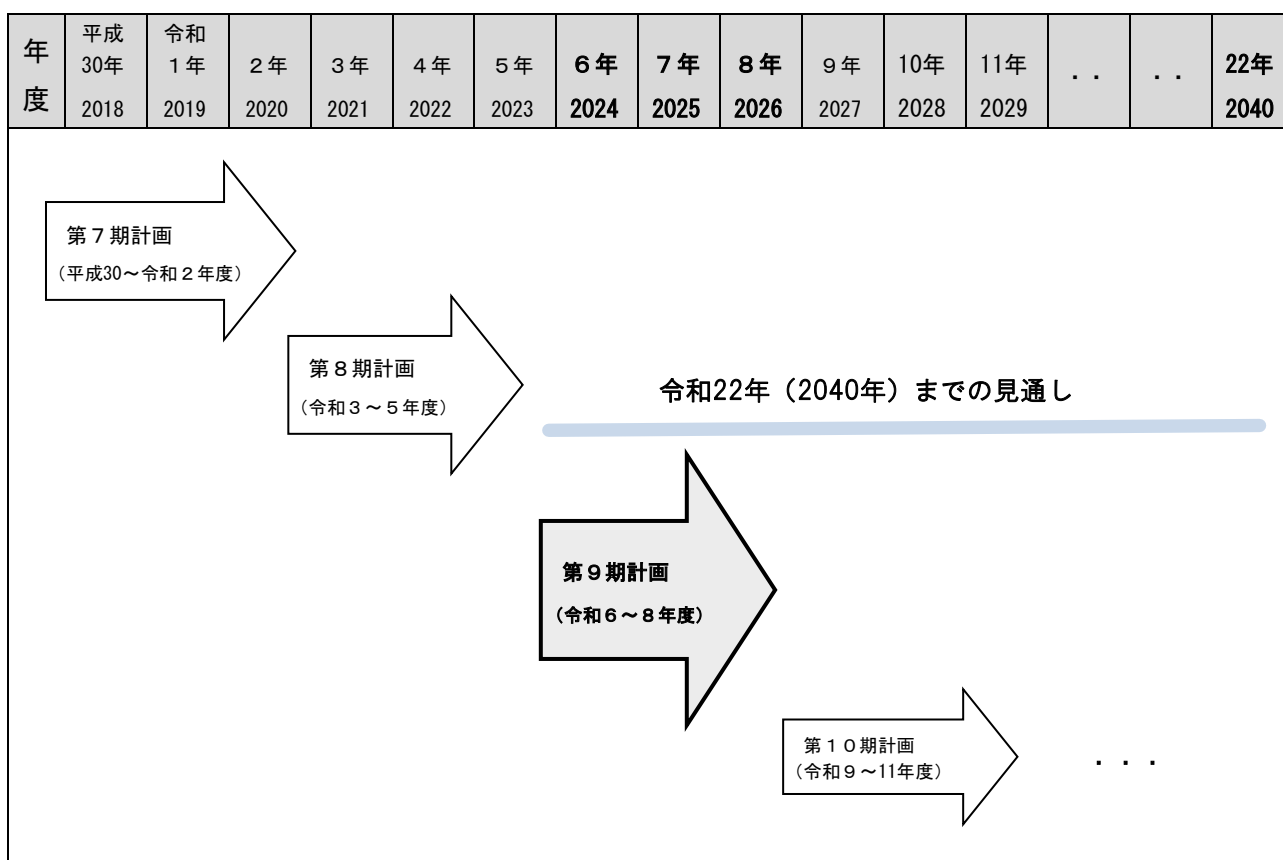 年度
平成30年 2018
令和1年 2019
2年 2020
3年 2021
4年 2022
5年 2023
6年 2024
7年 2025
8年 2026
9年 2027
10年 2028
11年 2029
．．
．．
22年 2040
第7期計画
（平成30～令和2年度）
第8期計画
（令和3～5年度）
令和22年（2040年）までの見通し
第9期計画
（令和6～8年度）
第10期計画
（令和9～11年度）
．．．